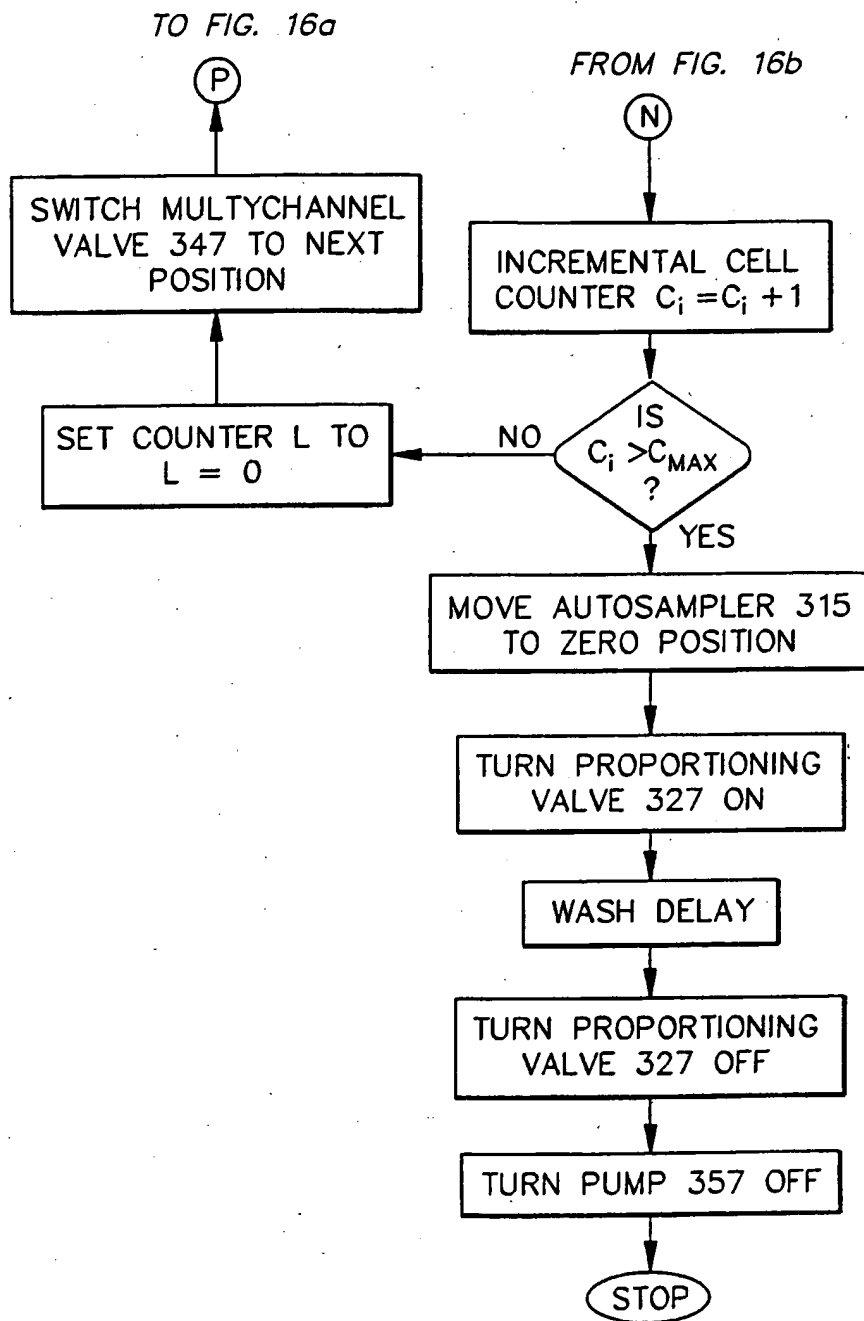 TO FIG. 16a
P
SWITCH MULTYCHANNEL
VALVE 347 TO NEXT
POSITION
SET COUNTER L TO
L = 0
FROM FIG. 16b
N
INCREMENTAL CELL
COUNTER Ci =Ci +1
IS
Ci >CMAX
?
NO
YES
MOVE AUTOSAMPLER 315
TO ZERO POSITION
TURN PROPORTIONING
VALVE 327 ON
WASH DELAY
TURN PROPORTIONING
VALVE 327 OFF
TURN PUMP 357 OFF
STOP